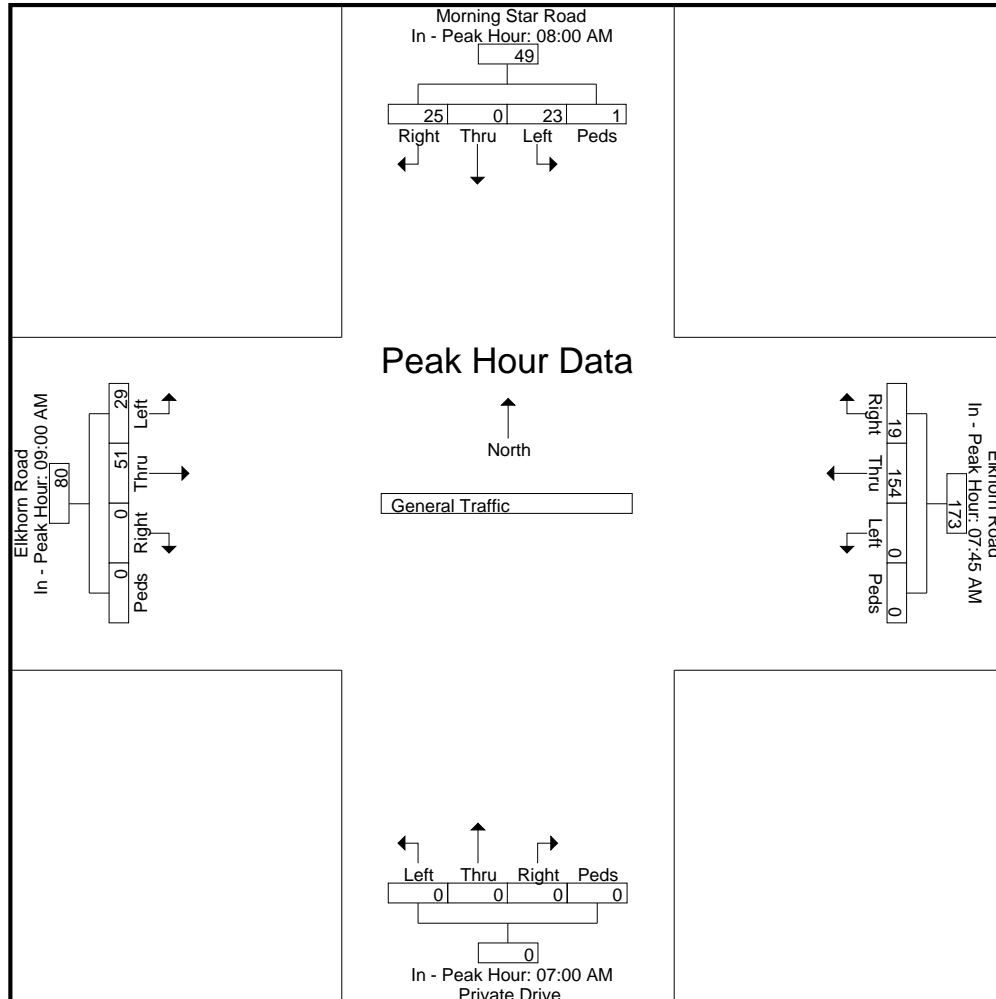 Morning Star Road
In - Peak Hour: 08:00 AM
49
25 0 23 1
Right Thru Left Peds
Peak Hour Data
North
General Traffic
Elkhorn Road
In - Peak Hour: 09:00 AM
80
29 51 0 0
Left Thru Right Peds
Elkhorn Road
In - Peak Hour: 07:45 AM
173
19 154 0 0
Right Thru Left Peds
Left Thru Right Peds
0 0 0 0
0
In - Peak Hour: 07:00 AM
Private Drive